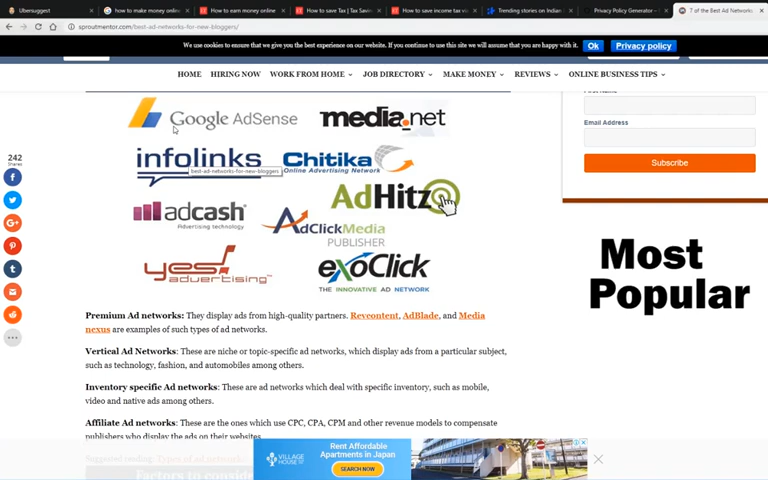 Ubersuggest
how to make money online
How to earn money online
How to save Tax | Tax Savi
How to save income tax via
Trending stories on Indian
Privacy Policy Generator
7 of the Best Ad Networks
sproutmentor.com/best-ad-networks-for-new-bloggers/
We use cookies to ensure that we give you the best experience on our website. If you continue to use this site we will assume that you are happy with it.
Ok
Privacy policy
HOME
HIRING NOW
WORK FROM HOME
JOB DIRECTORY
MAKE MONEY
REVIEWS
ONLINE BUSINESS TIPS
Google AdSense
media.net
infolinks
Chitika
Online Advertising Network
best-ad-networks-for-new-bloggers
AdHitz
adcash
Advertising technology
AdClickMedia
PUBLISHER
yes!
advertising
exoClick
THE INNOVATIVE AD NETWORK
242
Shares
Email Address
Subscribe
Most
Popular
Premium Ad networks: They display ads from high-quality partners. Revcontent, AdBlade, and Media
nexus are examples of such types of ad networks.
Vertical Ad Networks: These are niche or topic-specific ad networks, which display ads from a particular subject,
such as technology, fashion, and automobiles among others.
Inventory specific Ad networks: These are ad networks which deal with specific inventory, such as mobile,
video and native ads among others.
Affiliate Ad networks: These are the ones which use CPC, CPA, CPM and other revenue models to compensate
publishers who display the ads on their websites.
Suggested reading: Types of ad networks
Factors to consider
VILLAGE
HOUSE
Rent Affordable
Apartments in Japan
SEARCH NOW